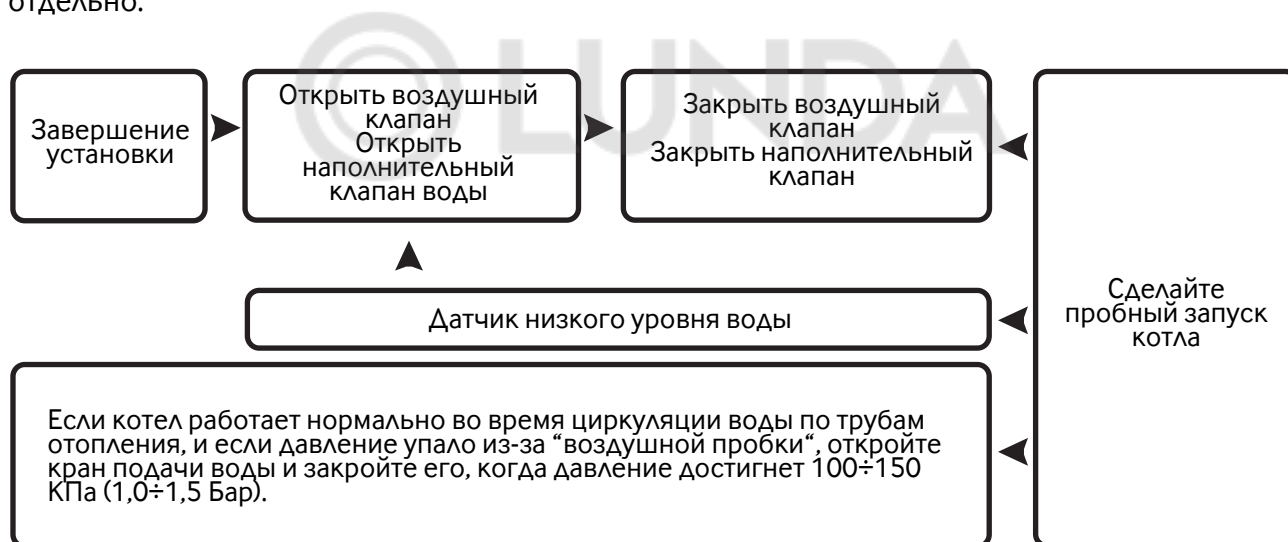 отдельно.
LUNDA
Завершение
установки
Открыть воздушный
клапан
Открыть
наполнительный
клапан воды
Закрыть воздушный
клапан
Закрыть наполнительный
клапан
Датчик низкого уровня воды
Сделайте
пробный запуск
котла
Если котел работает нормально во время циркуляции воды по трубам
отопления, и если давление упало из-за “воздушной пробки“, откройте
кран подачи воды и закройте его, когда давление достигнет 100÷150
КПа (1,0÷1,5 Бар).